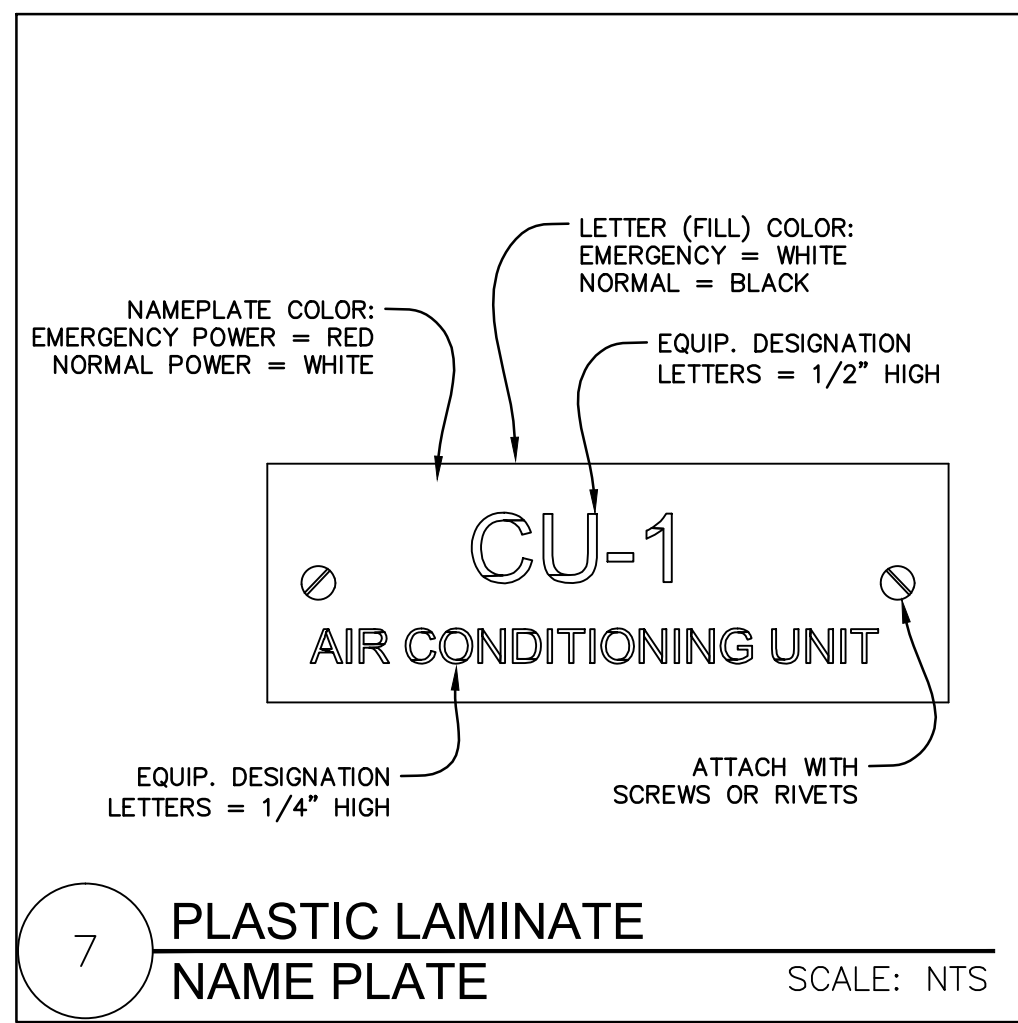 LETTER (FILL) COLOR:
EMERGENCY = WHITE
NORMAL = BLACK
NAMEPLATE COLOR:
EMERGENCY POWER = RED
NORMAL POWER = WHITE
EQUIP. DESIGNATION
LETTERS = 1/2" HIGH
CU-1
AIR CONDITIONING UNIT
EQUIP. DESIGNATION
LETTERS = 1/4" HIGH
ATTACH WITH
SCREWS OR RIVETS
7
PLASTIC LAMINATE
NAME PLATE
SCALE: NTS